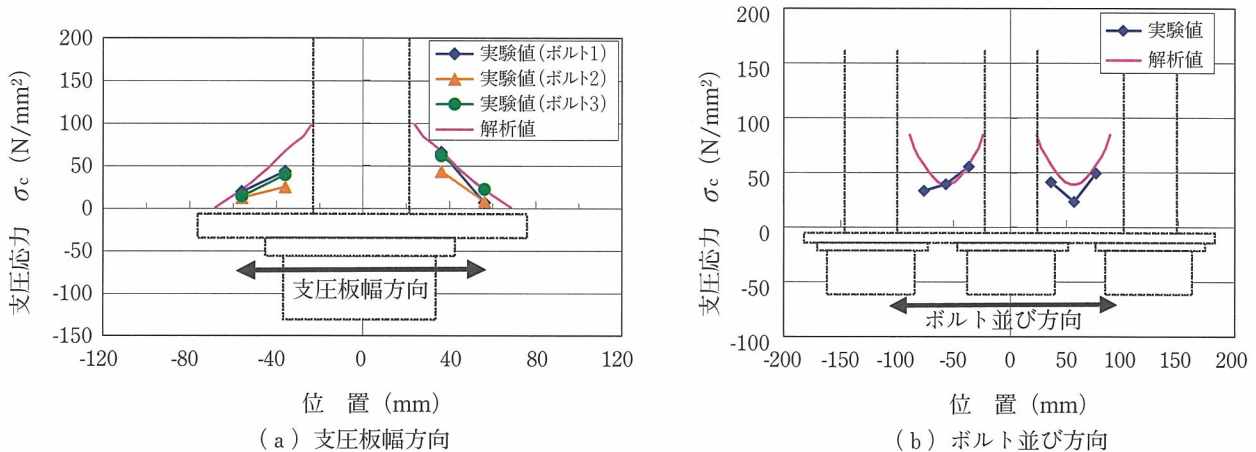 200
150
100
50
0
-50
-100
-150
支圧応力 σc (N/mm²)
実験値(ボルト1)
実験値(ボルト2)
実験値(ボルト3)
解析値
支圧板幅方向
-120 -80 -40 0 40 80 120
位 置 (mm)
(a) 支圧板幅方向
200
150
100
50
0
-50
-100
支圧応力 σc (N/mm²)
実験値
解析値
ボルト並び方向
-200 -150 -100 -50 0 50 100 150 200
位 置 (mm)
(b) ボルト並び方向